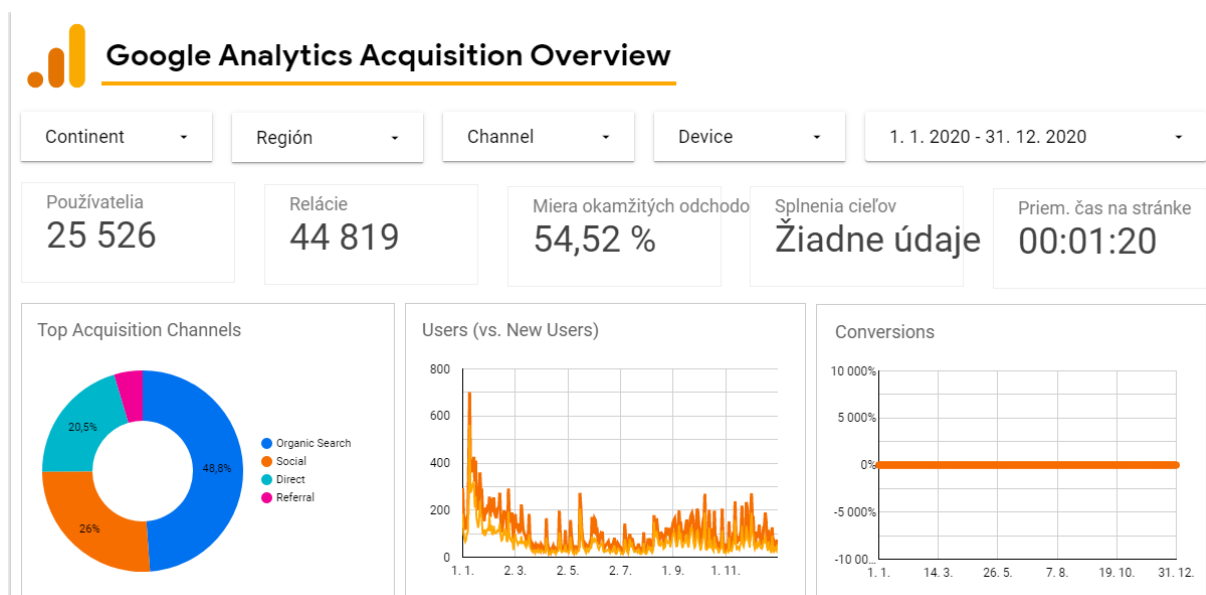 Google Analytics Acquisition Overview
Continent
Región
Channel
Device
1. 1. 2020 - 31. 12. 2020
Používatelia
25 526
Relácie
44 819
Miera okamžitých odchodo
54,52 %
Splnenia cieľov
Žiadne údaje
Priem. čas na stránke
00:01:20
Top Acquisition Channels
20,5%
48,8%
26%
Organic Search
Social
Direct
Referral
Users (vs. New Users)
800
600
400
200
0
1. 1.
2. 3.
2. 5.
2. 7.
1. 9.
1. 11.
Conversions
10 000%
5 000%
0%
-5 000%
-10 00...
1. 1.
14. 3.
26. 5.
7. 8.
19. 10.
31. 12.